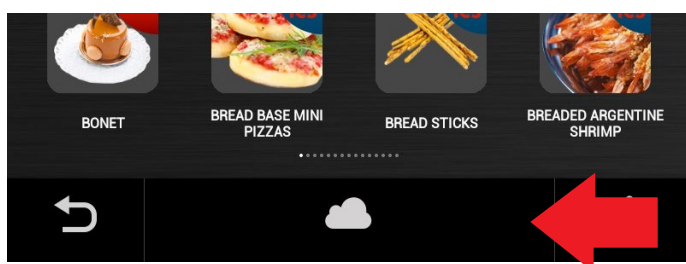 BONET
BREAD BASE MINI
PIZZAS
BREAD STICKS
BREADED ARGENTINE
SHRIMP